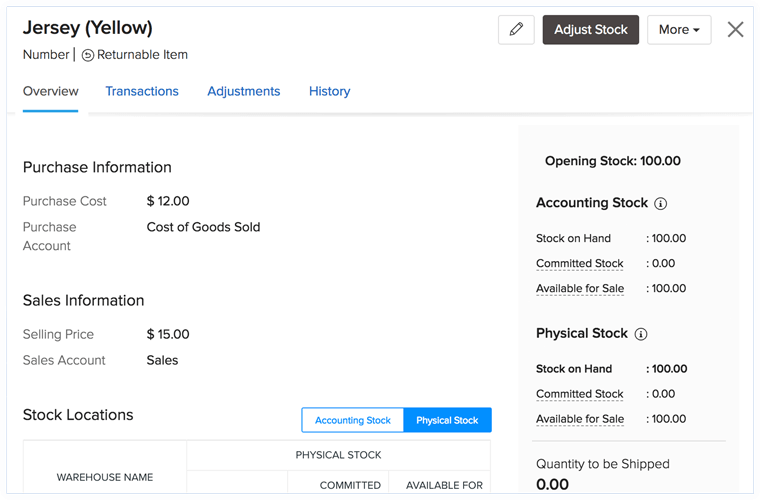 Jersey (Yellow)
Adjust Stock
More
Number | Returnable Item
Overview
Transactions
Adjustments
History
Purchase Information
Purchase Cost
$ 12.00
Purchase
Account
Cost of Goods Sold
Sales Information
Selling Price
$ 15.00
Sales Account
Sales
Stock Locations
Accounting Stock
Physical Stock
WAREHOUSE NAME
PHYSICAL STOCK
COMMITTED
AVAILABLE FOR
Opening Stock: 100.00
Accounting Stock
Stock on Hand : 100.00
Committed Stock : 0.00
Available for Sale : 100.00
Physical Stock
Stock on Hand : 100.00
Committed Stock : 0.00
Available for Sale : 100.00
Quantity to be Shipped
0.00